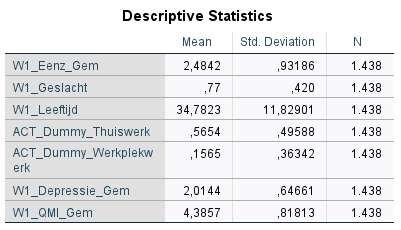 Descriptive Statistics
Mean Std. Deviation N
W1_Eenz_Gem 2,4842 ,93186 1.438
W1_Geslacht ,77 ,420 1.438
W1_Leeftijd 34,7823 11,82901 1.438
ACT_Dummy_Thuiswerk ,5654 ,49588 1.438
ACT_Dummy_Werkplekw ,1565 ,36342 1.438
erk
W1_Depressie_Gem 2,0144 ,64661 1.438
W1_QMI_Gem 4,3857 ,81813 1.438